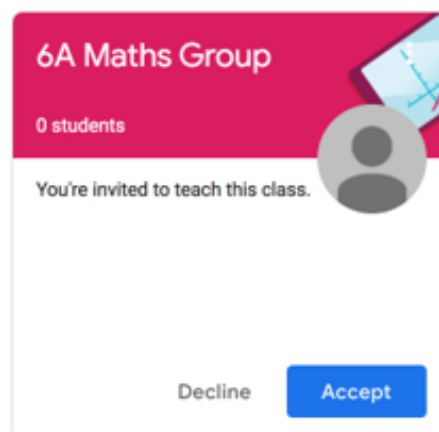 6A Maths Group
0 students
You're invited to teach this class.
Decline
Accept